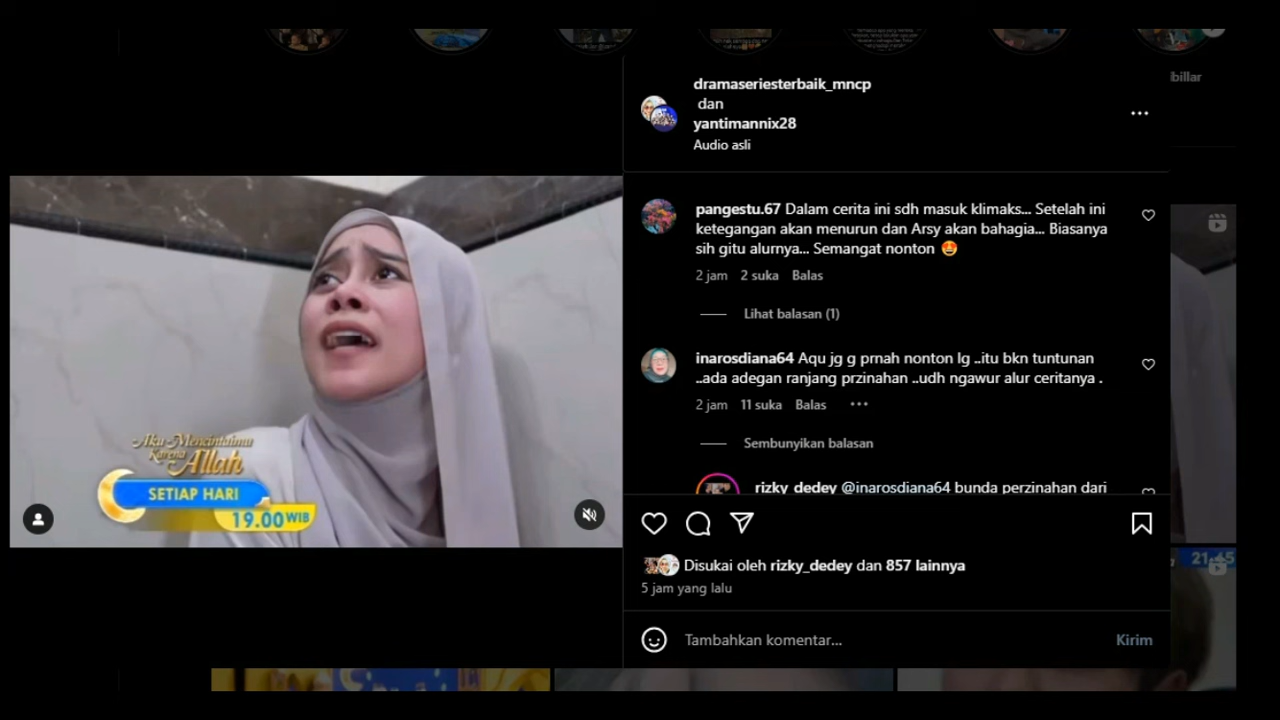 billar
dramaseriesterbaik_mncp
dan
yantimannix28
Audio asli
pangestu.67 Dalam cerita ini sdh masuk klimaks... Setelah ini
ketegangan akan menurun dan Arsy akan bahagia... Biasanya
sih gitu alurnya... Semangat nonton 🤩
2 jam 2 suka Balas
Lihat balasan (1)
inarosdiana64 Aqu jg g prnah nonton lg ..itu bkn tuntunan
..ada adegan ranjang przinahan ..udh ngawur alur ceritanya .
2 jam 11 suka Balas
Sembunyikan balasan
rizky_dedey @inarosdiana64 bunda perzinahan dari
Disukai oleh rizky_dedey dan 857 lainnya
5 jam yang lalu
Tambahkan komentar... Kirim
Aku Mencintaimu
Karena Allah
SETIAP HARI
19.00 WIB
21:45